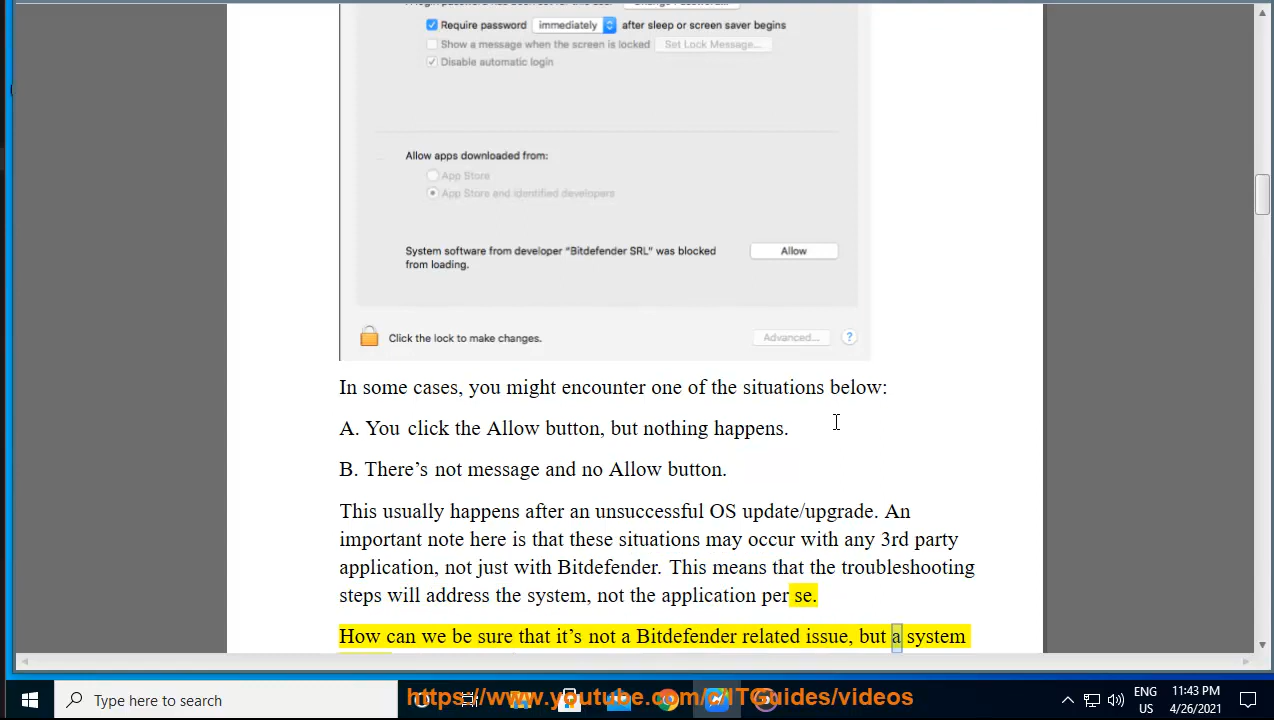 Require password immediately after sleep or screen saver begins
Show a message when the screen is locked Set Lock Message...
Disable automatic login
Allow apps downloaded from:
App Store
App Store and identified developers
System software from developer “Bitdefender SRL” was blocked Allow
from loading.
Click the lock to make changes. Advanced... ?
In some cases, you might encounter one of the situations below:
A. You click the Allow button, but nothing happens.
B. There’s not message and no Allow button.
This usually happens after an unsuccessful OS update/upgrade. An
important note here is that these situations may occur with any 3rd party
application, not just with Bitdefender. This means that the troubleshooting
steps will address the system, not the application per se.
How can we be sure that it’s not a Bitdefender related issue, but a system
Type here to search
https://www.youtube.com/c/ITGuides/videos
ENG 11:43 PM
US 4/26/2021